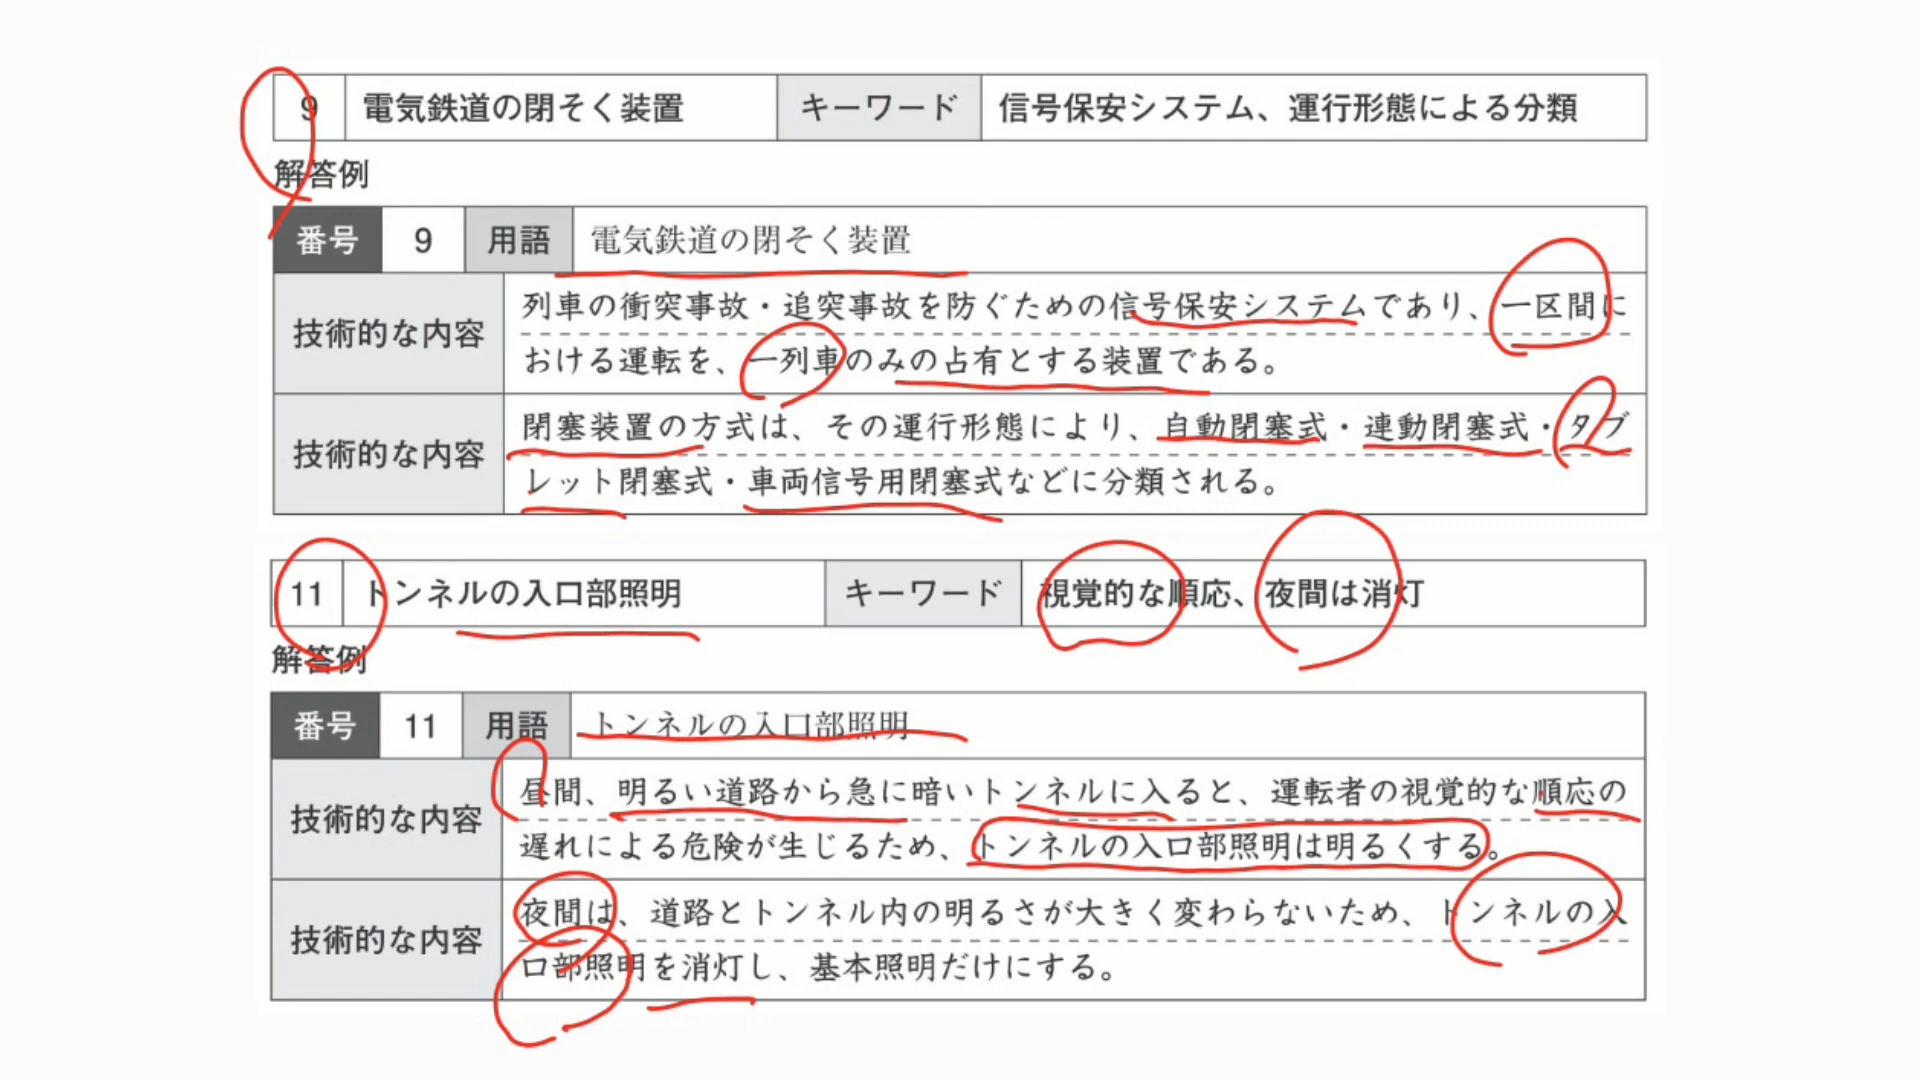 9 電気鉄道の閉そく装置 キーワード 信号保安システム、運行形態による分類
解答例
番号 9 用語 電気鉄道の閉そく装置
技術的な内容
列車の衝突事故・追突事故を防ぐための信号保安システムであり、一区間に
おける運転を、一列車のみの占有とする装置である。
技術的な内容
閉塞装置の方式は、その運行形態により、自動閉塞式・連動閉塞式・タブ
レット閉塞式・車両信号用閉塞式などに分類される。
11 トンネルの入口部照明 キーワード 視覚的な順応、夜間は消灯
解答例
番号 11 用語 トンネルの入口部照明
技術的な内容
昼間、明るい道路から急に暗いトンネルに入ると、運転者の視覚的な順応の
遅れによる危険が生じるため、トンネルの入口部照明は明るくする。
技術的な内容
夜間は、道路とトンネル内の明るさが大きく変わらないため、トンネルの入
口部照明を消灯し、基本照明だけにする。